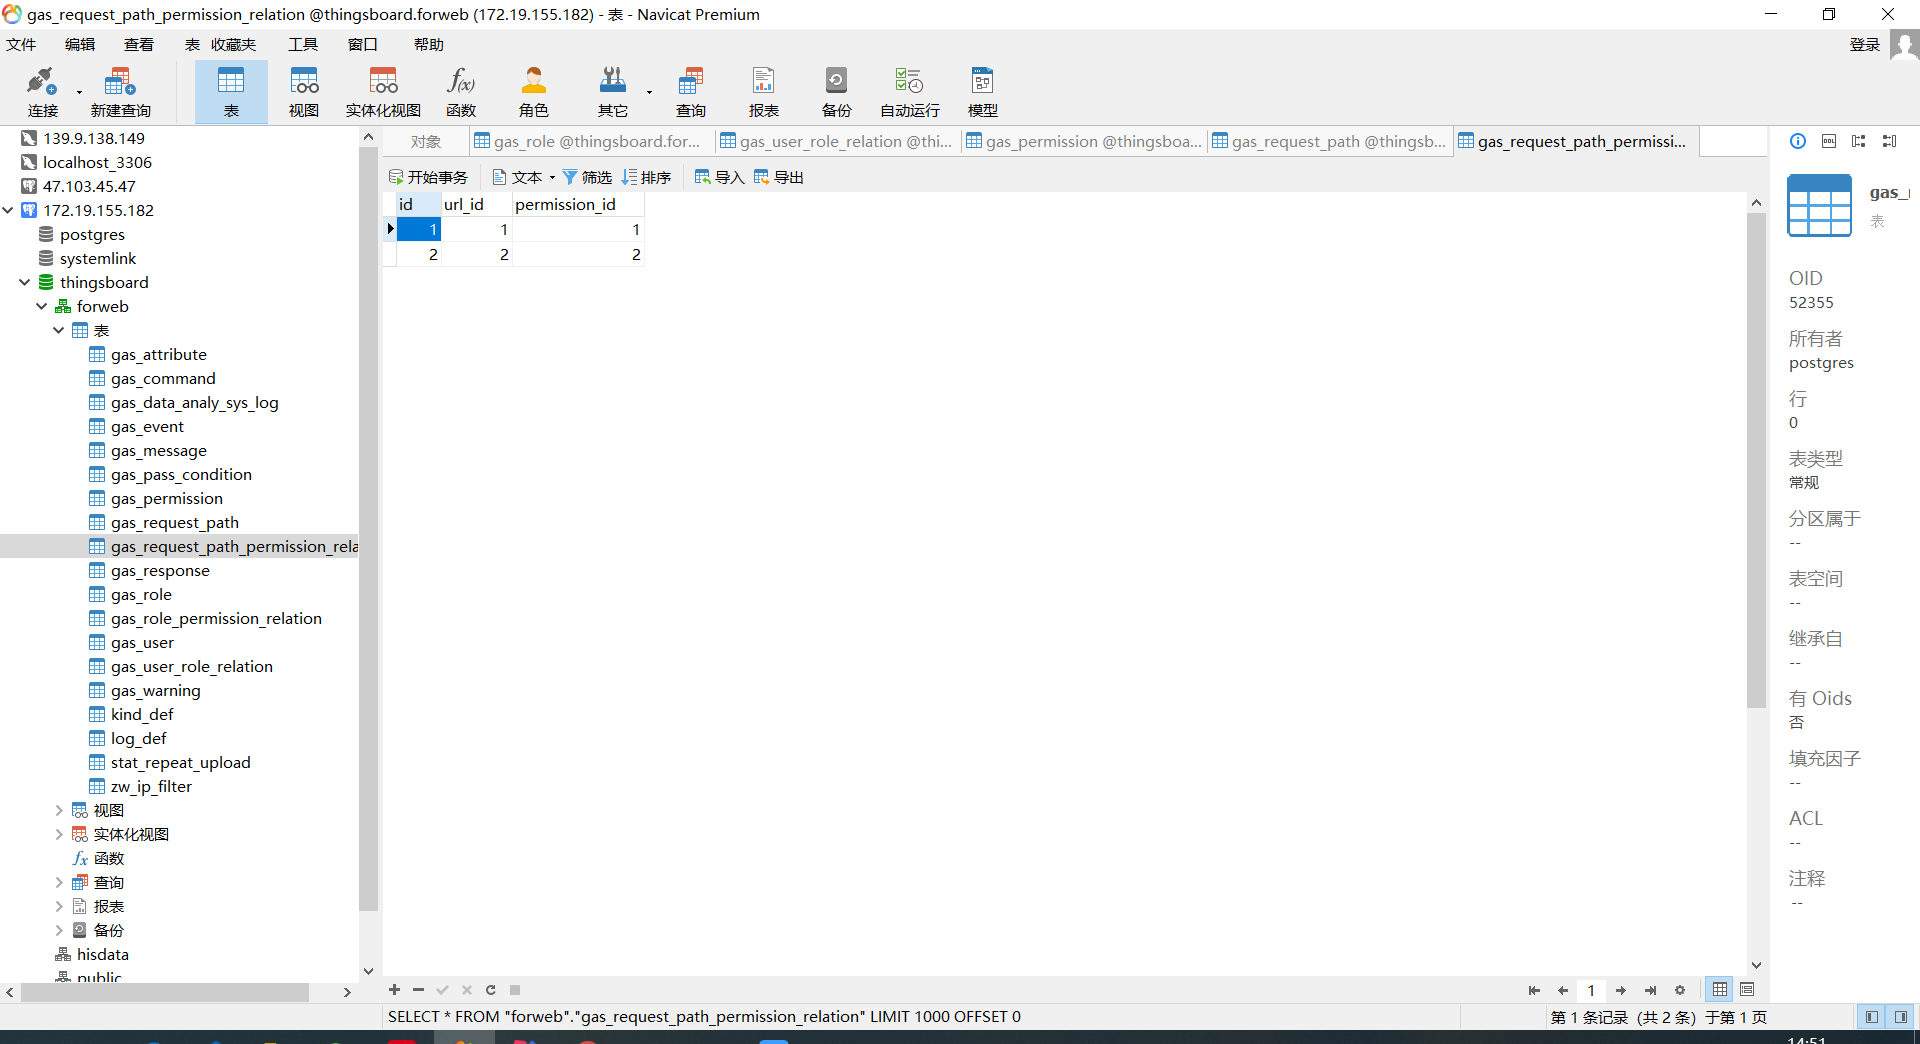 gas_request_path_permission_relation @thingsboard.forweb (172.19.155.182) - 表 - Navicat Premium
文件 编辑 查看 表 收藏夹 工具 窗口 帮助 登录
连接 新建查询 表 视图 实体化视图 函数 角色 其它 查询 报表 备份 自动运行 模型
对象 gas_role @thingsboard.for... gas_user_role_relation @thi... gas_permission @thingsboa... gas_request_path @thingsb... gas_request_path_permissi...
开始事务 文本 筛选 排序 导入 导出
id url_id permission_id
1 1 1
2 2 2
139.9.138.149
localhost_3306
47.103.45.47
172.19.155.182
postgres
systemlink
thingsboard
forweb
表
gas_attribute
gas_command
gas_data_analy_sys_log
gas_event
gas_message
gas_pass_condition
gas_permission
gas_request_path
gas_request_path_permission_rela
gas_response
gas_role
gas_role_permission_relation
gas_user
gas_user_role_relation
gas_warning
kind_def
log_def
stat_repeat_upload
zw_ip_filter
视图
实体化视图
函数
查询
报表
备份
hisdata
public
gas_
表
OID
52355
所有者
postgres
行
0
表类型
常规
分区属于
--
表空间
--
继承自
--
有 Oids
否
填充因子
--
ACL
--
注释
--
1
SELECT * FROM "forweb"."gas_request_path_permission_relation" LIMIT 1000 OFFSET 0
第 1 条记录 (共 2 条) 于第 1 页
14:51